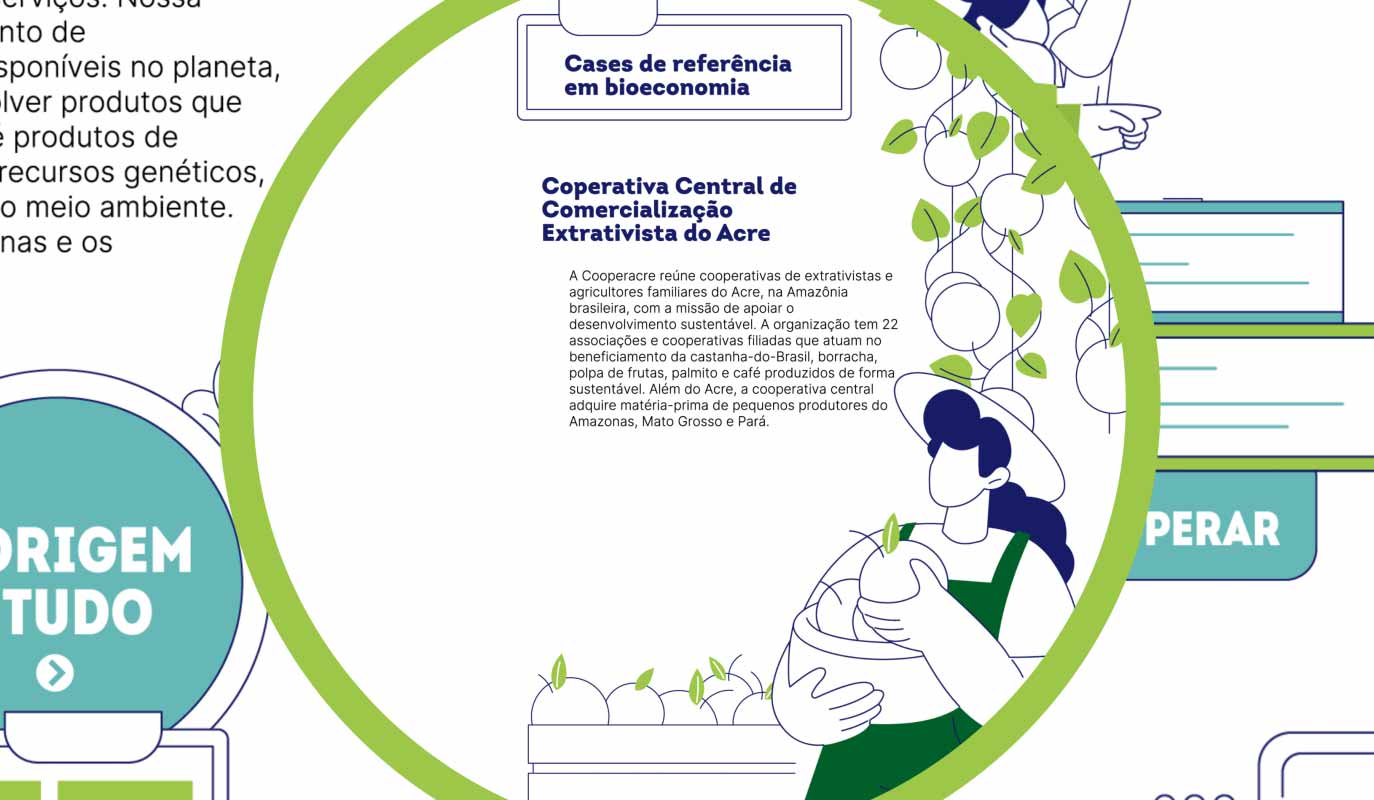 serviços. Nossa
nto de
sponíveis no planeta,
olver produtos que
é produtos de
recursos genéticos,
o meio ambiente.
nas e os
Cases de referência
em bioeconomia
Coperativa Central de
Comercialização
Extrativista do Acre
A Cooperacre reúne cooperativas de extrativistas e
agricultores familiares do Acre, na Amazônia
brasileira, com a missão de apoiar o
desenvolvimento sustentável. A organização tem 22
associações e cooperativas filiadas que atuam no
beneficiamento da castanha-do-Brasil, borracha,
polpa de frutas, palmito e café produzidos de forma
sustentável. Além do Acre, a cooperativa central
adquire matéria-prima de pequenos produtores do
Amazonas, Mato Grosso e Pará.
PERAR
ORIGEM
TUDO